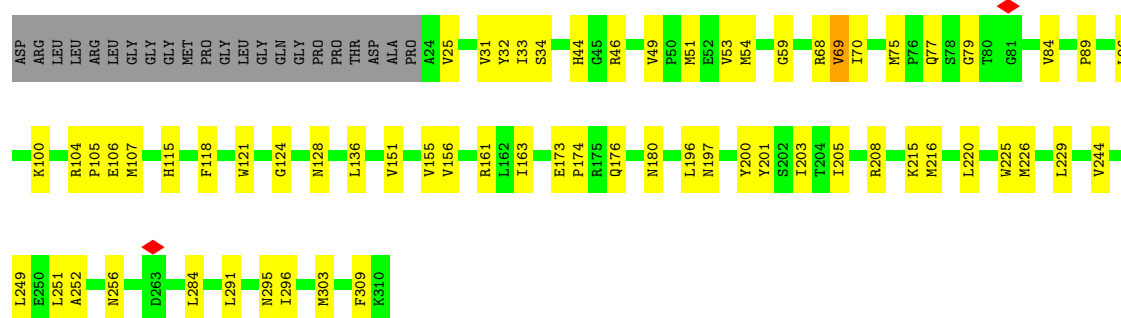 ASP ARG LEU LEU ARG LEU GLY GLY GLY MET PRO GLY LEU GLY GLN GLY PRO PRO THR ASP ALA PRO A24 V25 V31 Y32 I33 S34 H44 G45 R46 V49 P50 M51 E52 V53 M54 G59 R68 V69 I70 M75 P76 Q77 S78 G79 T80 G81 V84 P89
K100 R104 P105 E106 M107 H115 F118 W121 G124 N128 L136 V151 V155 V156 R161 L162 I163 E173 P174 R175 Q176 N180 L196 N197 Y200 Y201 S202 I203 T204 I205 R208 K215 M216 L220 W225 M226 L229 V244
L249 E250 L251 A252 N256 D263 L284 L291 N295 I296 M303 F309 K310